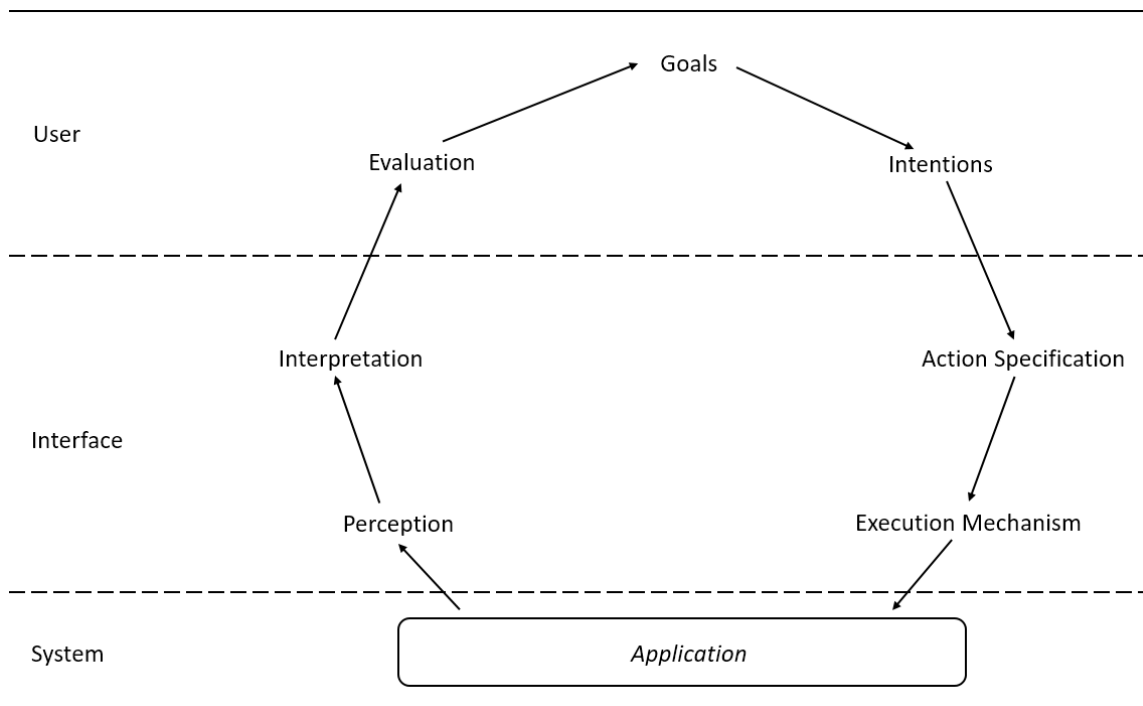 Goals
User
Evaluation
Intentions
Interpretation
Action Specification
Interface
Perception
Execution Mechanism
System
Application